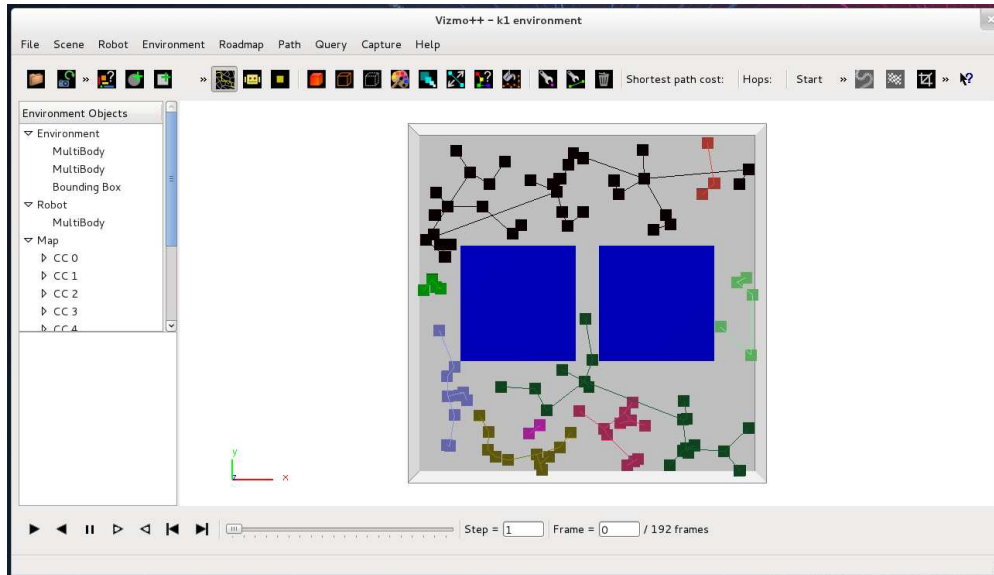 Vizmo++ – k1 environment
File Scene Robot Environment Roadmap Path Query Capture Help
» » Shortest path cost: Hops: Start » »
Environment Objects
Environment
MultiBody
MultiBody
Bounding Box
Robot
MultiBody
Map
CC 0
CC 1
CC 2
CC 3
CC 4
y
z x
Step = 1 Frame = 0 / 192 frames